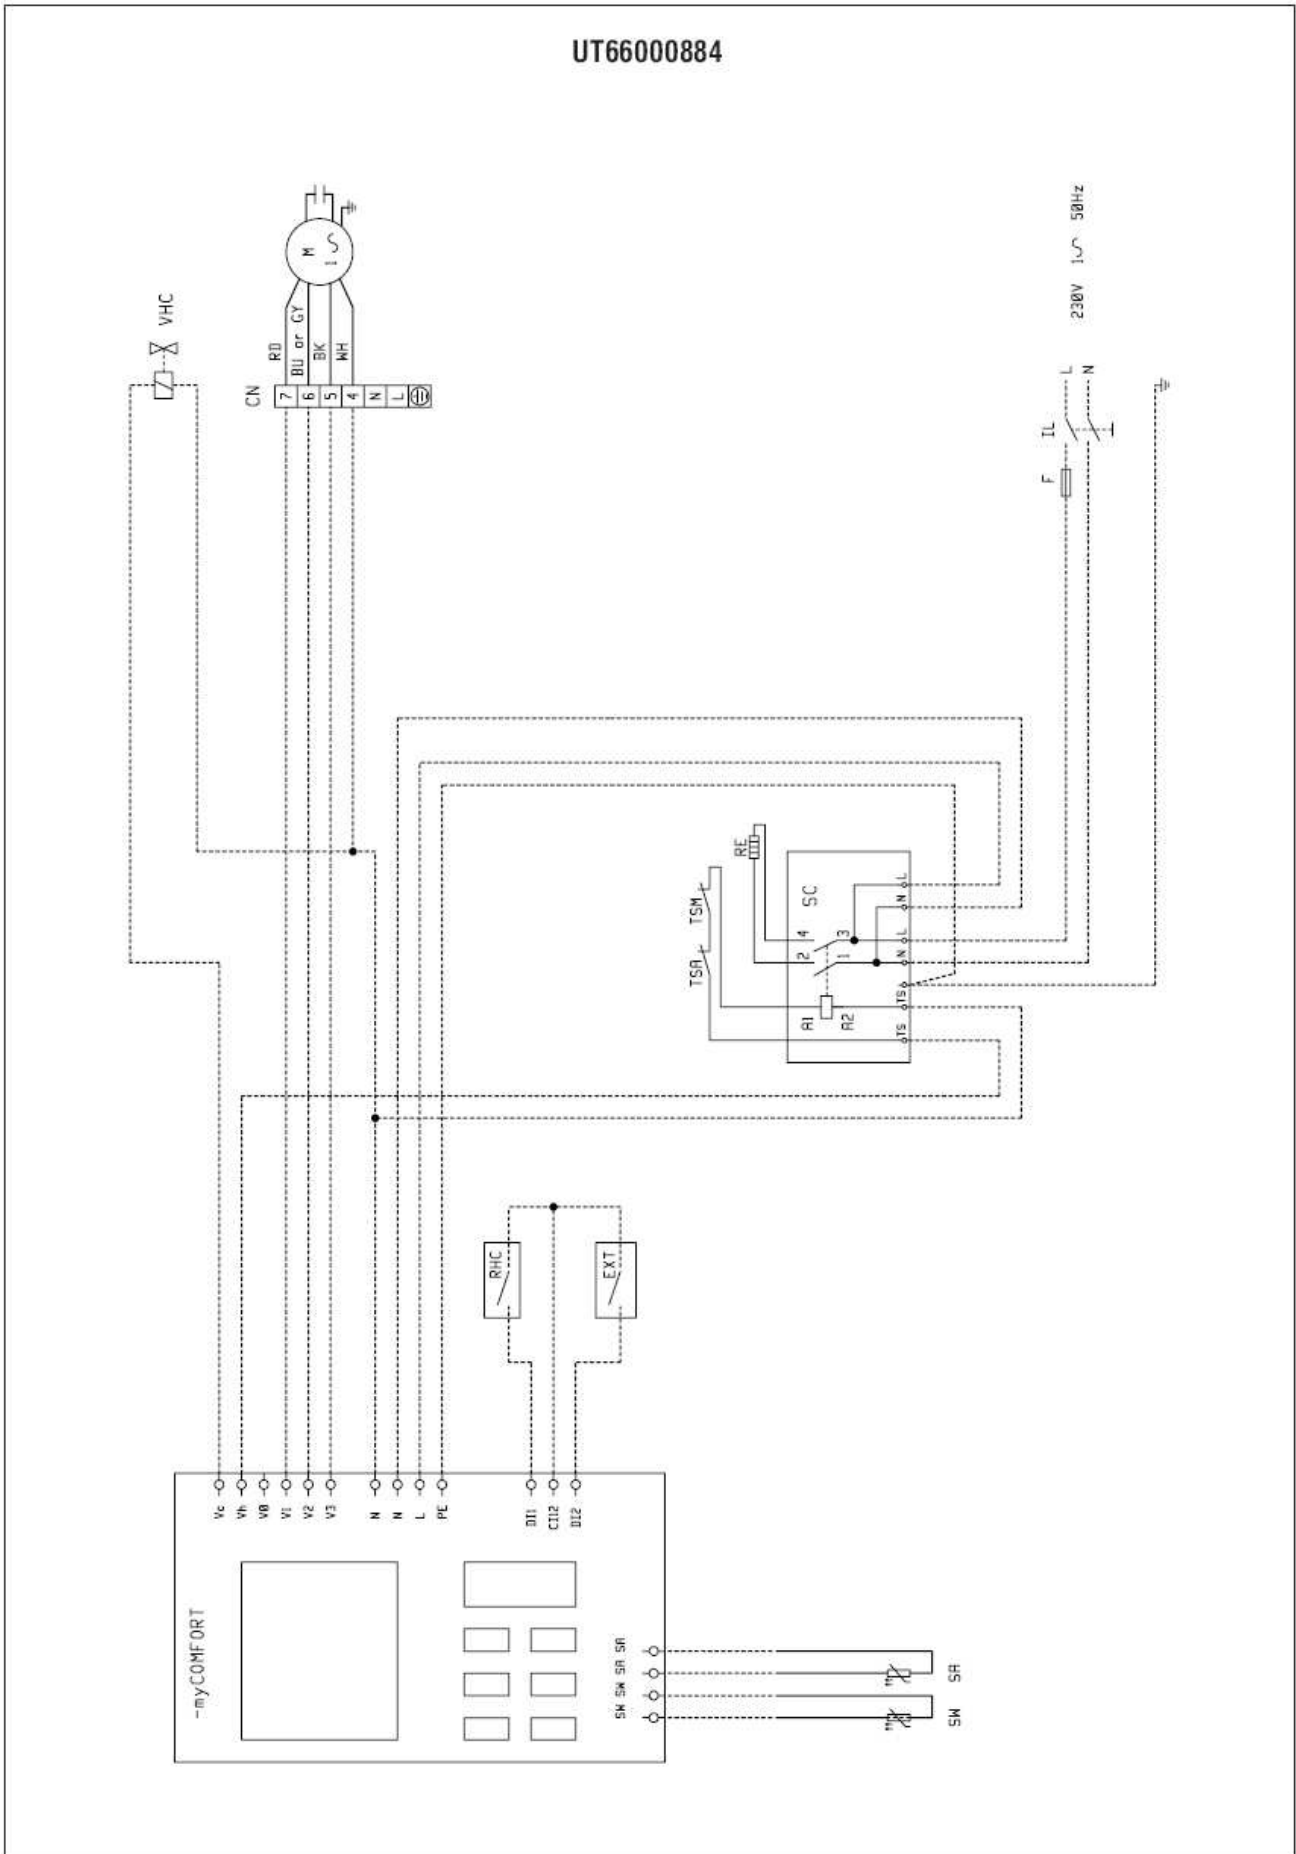 UT66000884
VHC
CN
RD
BU or GY
BK
WH
M
1
7
6
5
4
N
L
230V 1 50Hz
L
N
IL
F
RE
TSM
TSA
SC
4
3
2
1
A1
A2
L
N
L
N
TS
TS
RHC
EXT
Vc
Vh
V0
V1
V2
V3
N
N
L
PE
DI1
CI12
DI2
-myCOMFORT
SW SW SA SA
SW
SA